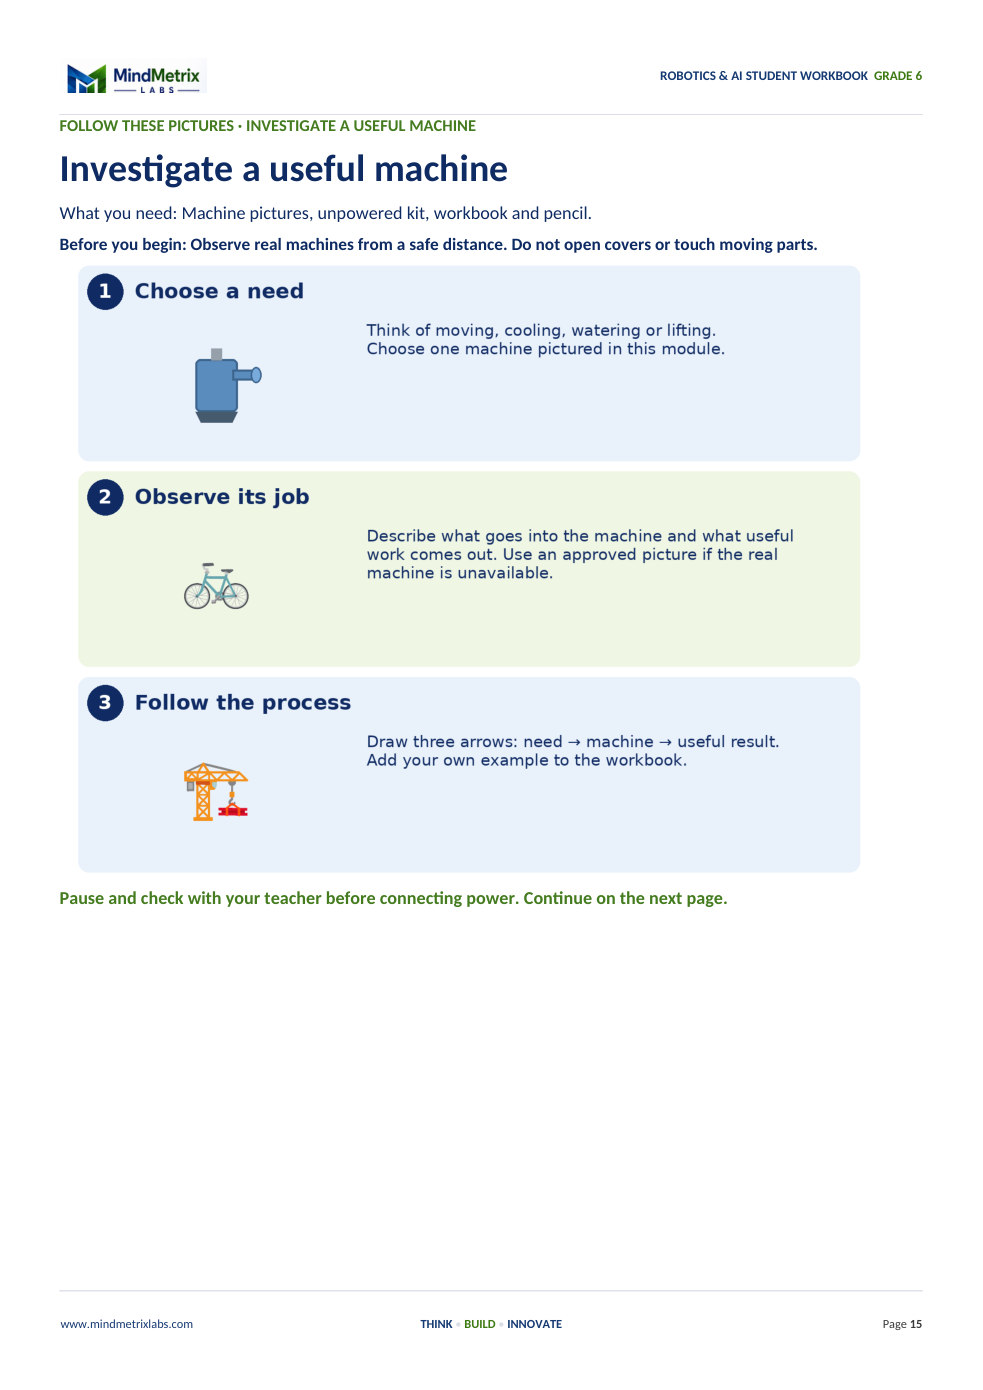 MindMetrix
LABS
ROBOTICS & AI STUDENT WORKBOOK GRADE 6
FOLLOW THESE PICTURES · INVESTIGATE A USEFUL MACHINE
Investigate a useful machine
What you need: Machine pictures, unpowered kit, workbook and pencil.
Before you begin: Observe real machines from a safe distance. Do not open covers or touch moving parts.
1 Choose a need
Think of moving, cooling, watering or lifting.
Choose one machine pictured in this module.
2 Observe its job
Describe what goes into the machine and what useful
work comes out. Use an approved picture if the real
machine is unavailable.
3 Follow the process
Draw three arrows: need → machine → useful result.
Add your own example to the workbook.
Pause and check with your teacher before connecting power. Continue on the next page.
www.mindmetrixlabs.com
THINK • BUILD • INNOVATE
Page 15